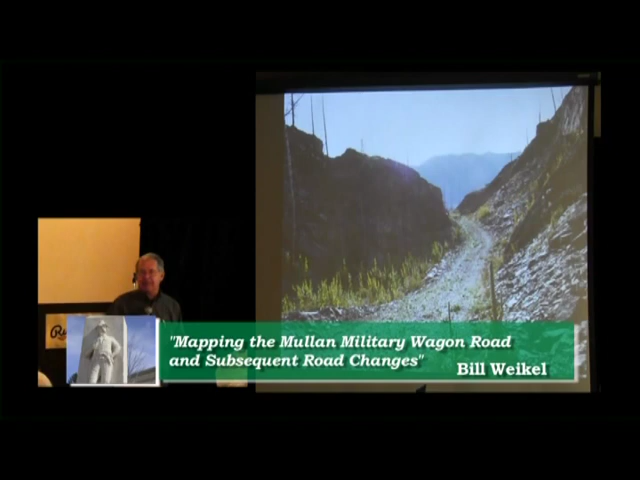 "Mapping the Mullan Military Wagon Road
and Subsequent Road Changes"
Bill Weikel